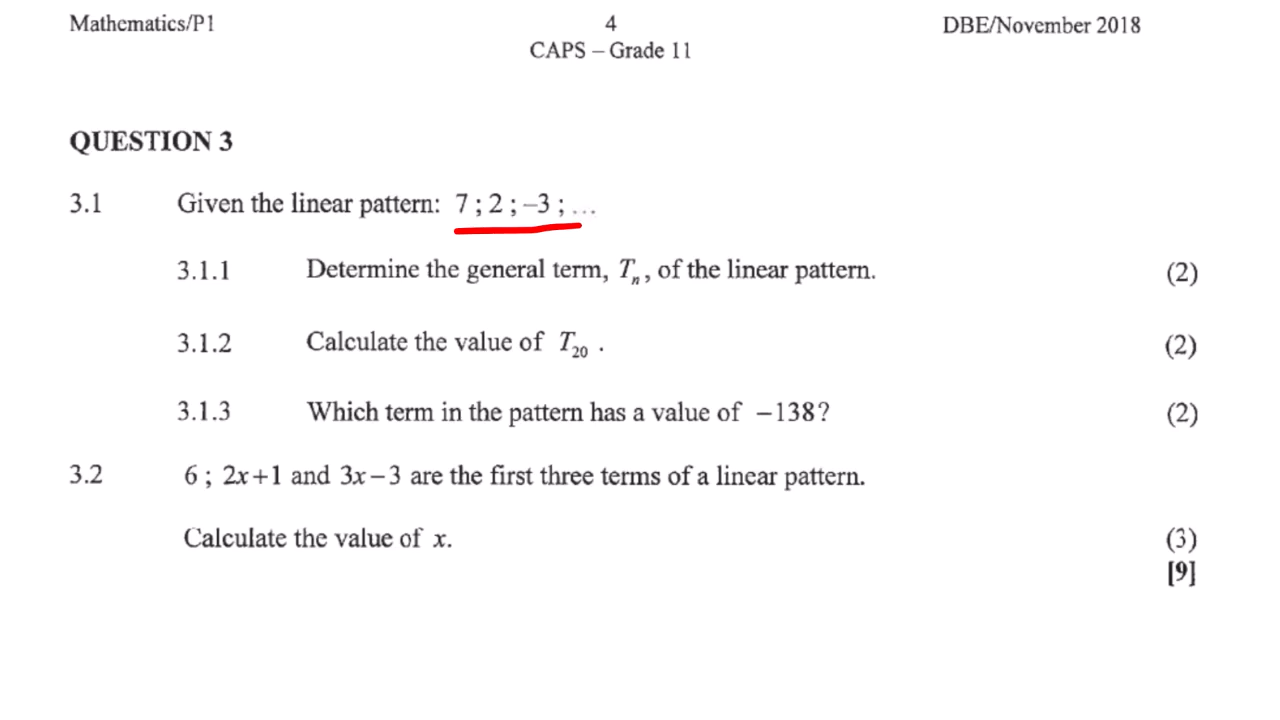 Mathematics/P1 4 DBE/November 2018
CAPS – Grade 11
QUESTION 3
3.1 Given the linear pattern: 7 ; 2 ; –3 ; …
3.1.1 Determine the general term, Tₙ, of the linear pattern. (2)
3.1.2 Calculate the value of T₂₀ . (2)
3.1.3 Which term in the pattern has a value of –138? (2)
3.2 6 ; 2x+1 and 3x–3 are the first three terms of a linear pattern.
Calculate the value of x. (3)
[9]